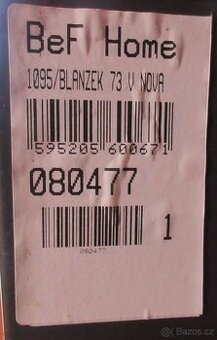 BeF Home
1095/BLANZEK 73 V NOVA
595205 600671
080477
1
080477
Bazos.cz